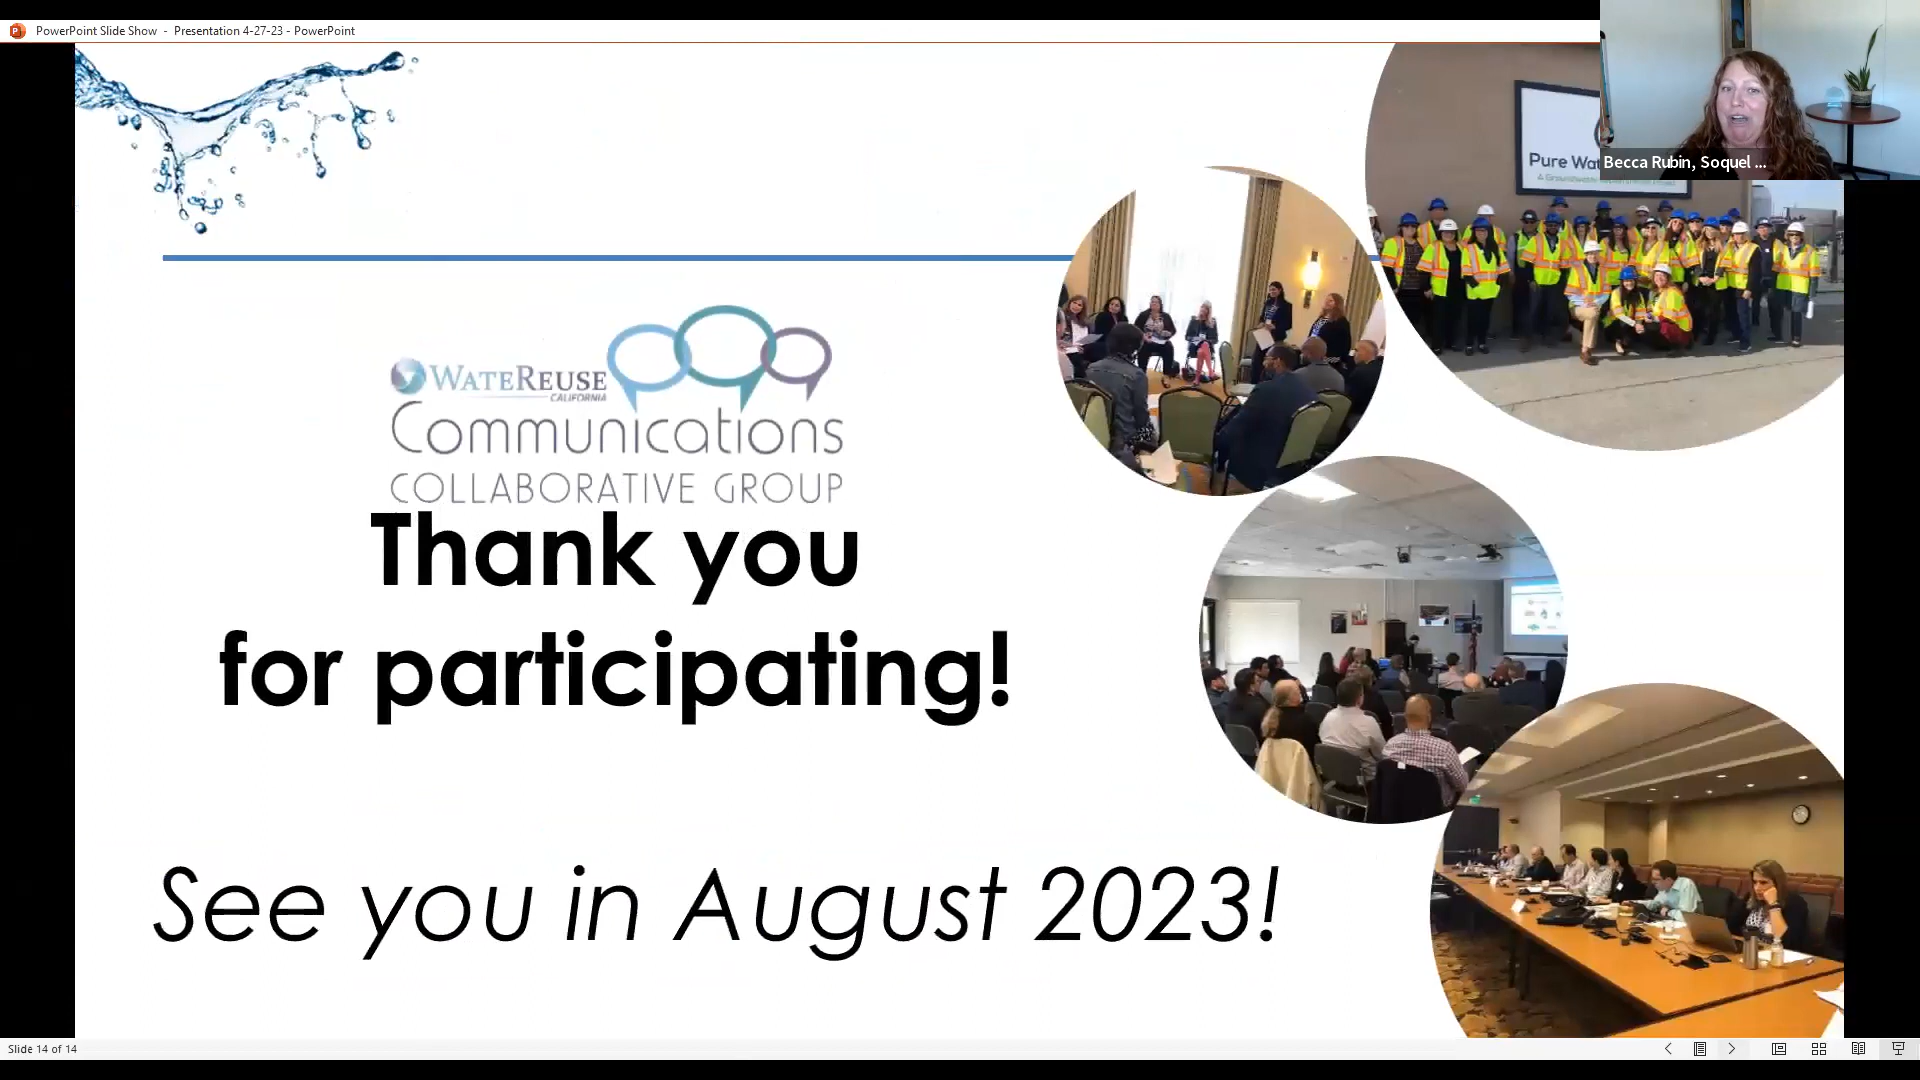 PowerPoint Slide Show - Presentation 4-27-23 - PowerPoint
Pure Wat
Becca Rubin, Soquel ...
WATEREUSE
CALIFORNIA
Communications
COLLABORATIVE GROUP
Thank you
for participating!
See you in August 2023!
Slide 14 of 14